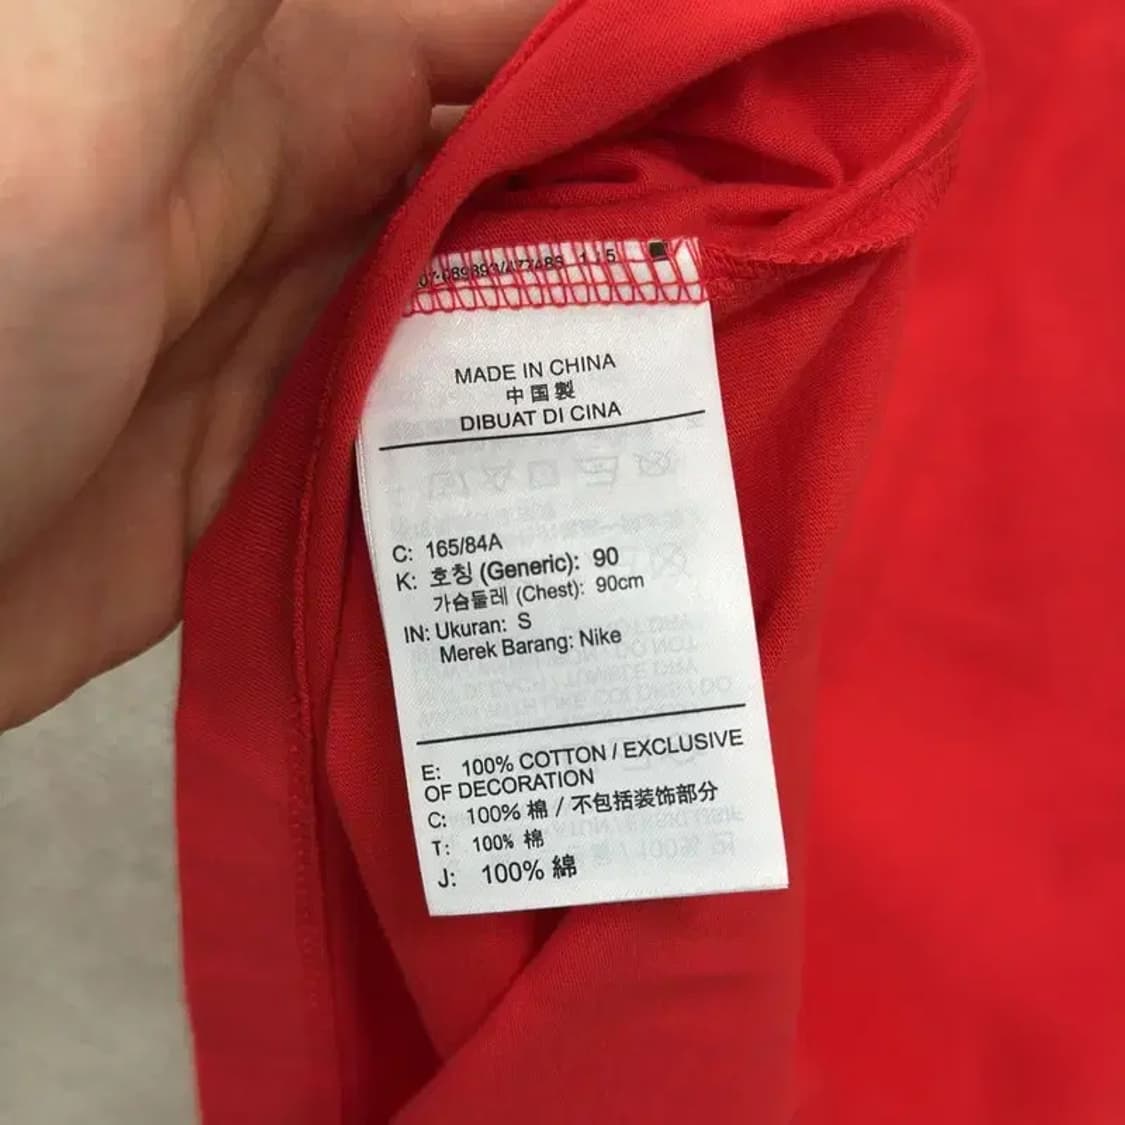 MADE IN CHINA
中国製
DIBUAT DI CINA
C: 165/84A
K: 호칭 (Generic): 90
가슴둘레 (Chest): 90cm
IN: Ukuran: S
Merek Barang: Nike
E: 100% COTTON / EXCLUSIVE
OF DECORATION
C: 100% 棉 / 不包括装饰部分
T: 100% 棉
J: 100% 綿